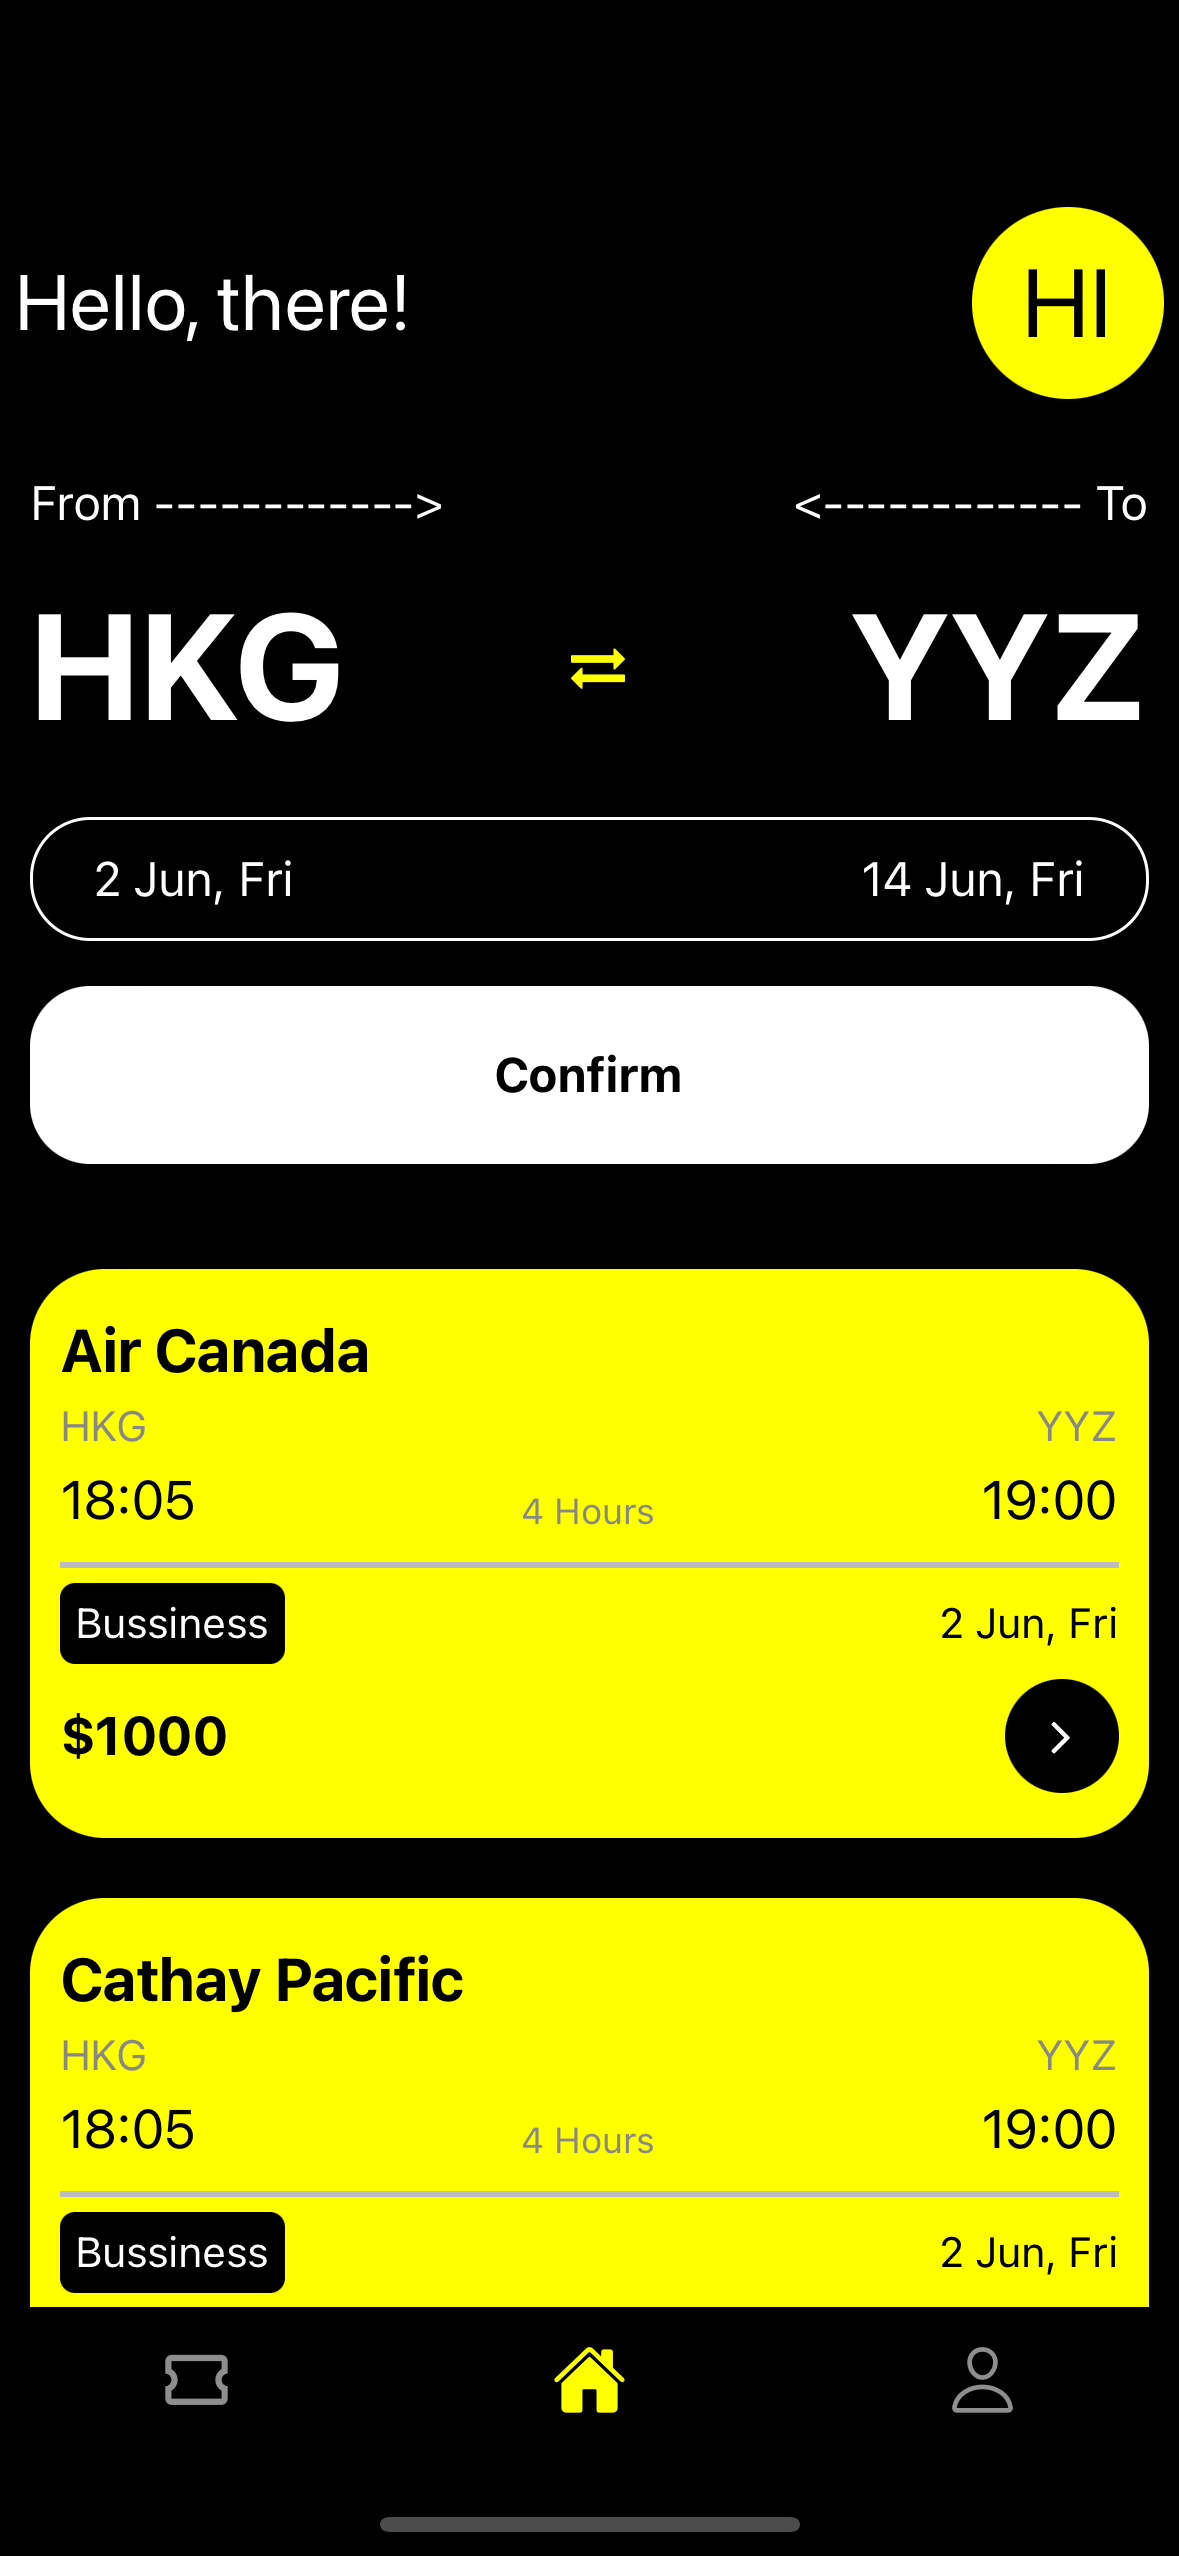 Hello, there!
HI
From ------------>
<------------ To
HKG
YYZ
2 Jun, Fri
14 Jun, Fri
Confirm
Air Canada
HKG
YYZ
18:05
4 Hours
19:00
Bussiness
2 Jun, Fri
$1000
Cathay Pacific
HKG
YYZ
18:05
4 Hours
19:00
Bussiness
2 Jun, Fri